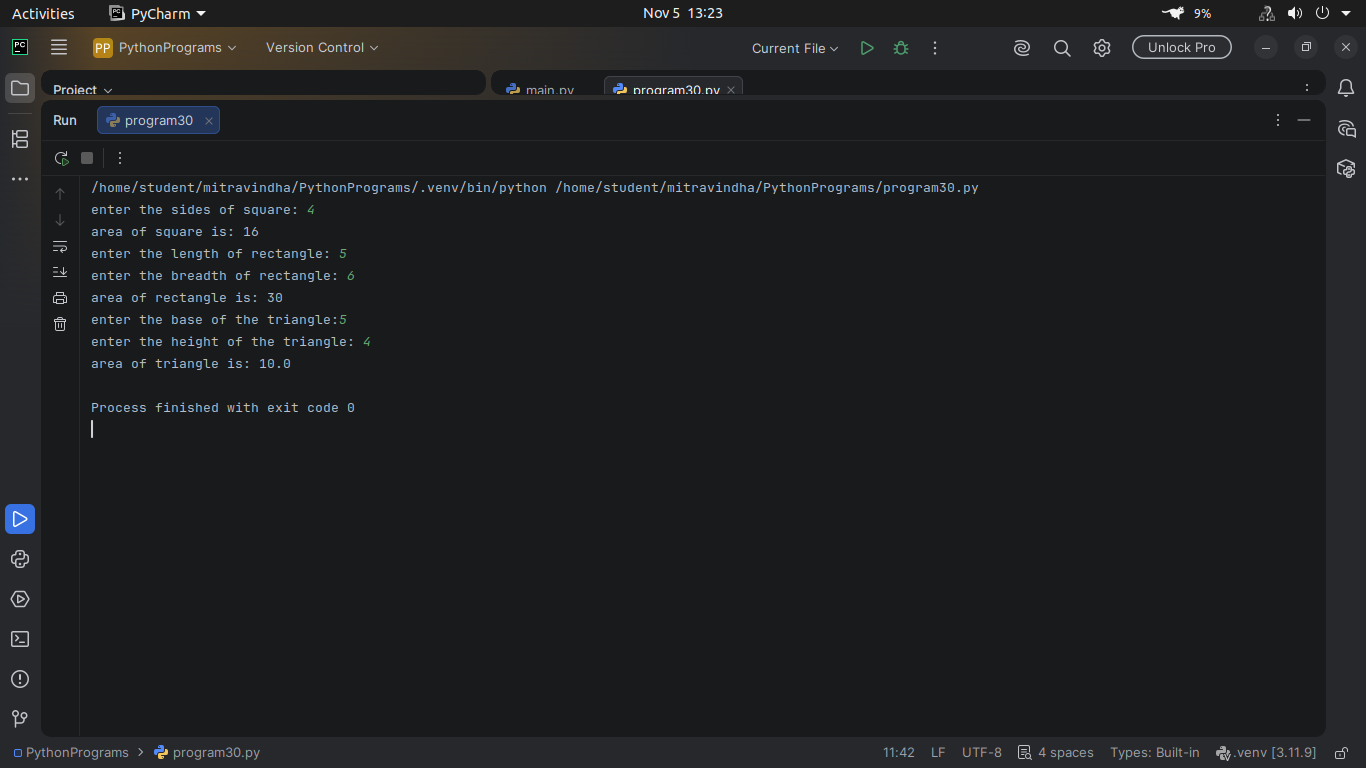 Activities PyCharm Nov 5 13:23 9%
PC PP PythonPrograms Version Control Current File Unlock Pro
Project main.py program30.py
Run program30
/home/student/mitravindha/PythonPrograms/.venv/bin/python /home/student/mitravindha/PythonPrograms/program30.py
enter the sides of square: 4
area of square is: 16
enter the length of rectangle: 5
enter the breadth of rectangle: 6
area of rectangle is: 30
enter the base of the triangle:5
enter the height of the triangle: 4
area of triangle is: 10.0
Process finished with exit code 0
PythonPrograms > program30.py 11:42 LF UTF-8 4 spaces Types: Built-in .venv [3.11.9]